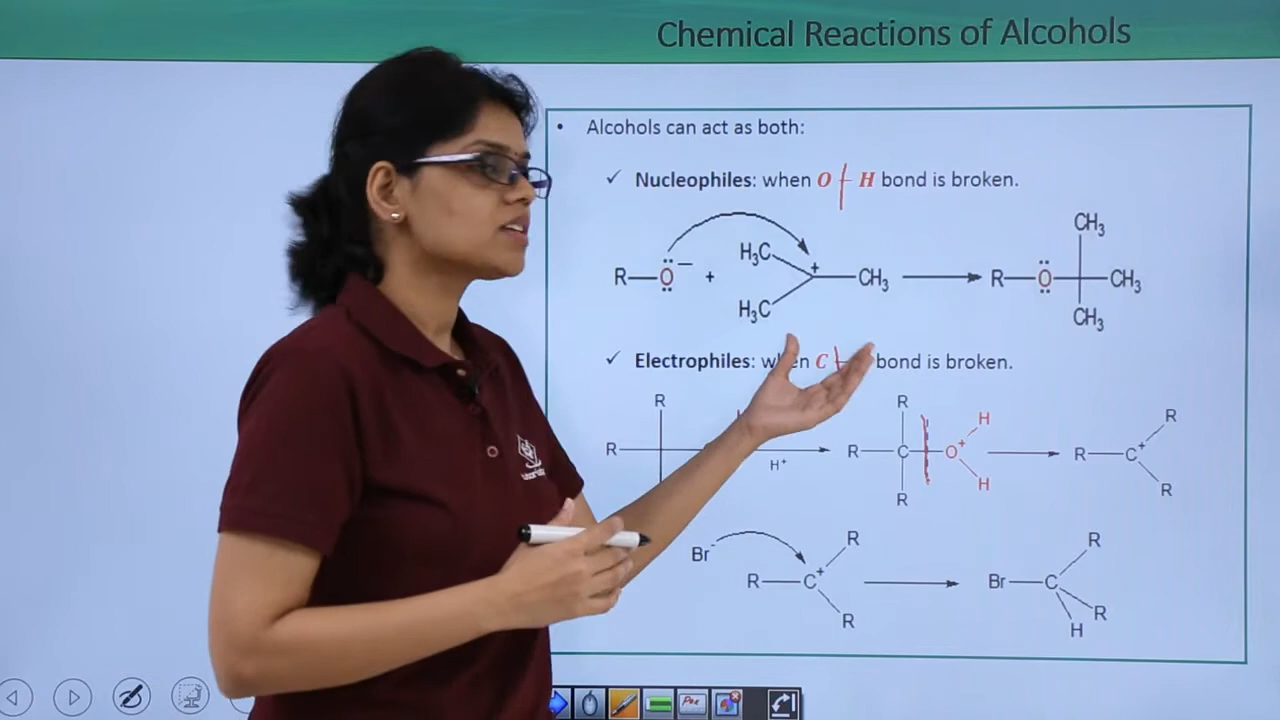 Chemical Reactions of Alcohols
• Alcohols can act as both:
✓ Nucleophiles: when O H bond is broken.
R—Ö:⁻ + H₃C H₃C + CH₃ → R—Ö—CH₃ CH₃ CH₃
✓ Electrophiles: when C bond is broken.
R R H⁺ R R C R O⁺ H H R C⁺ R R
Br⁻ R C⁺ R R Br C R R H